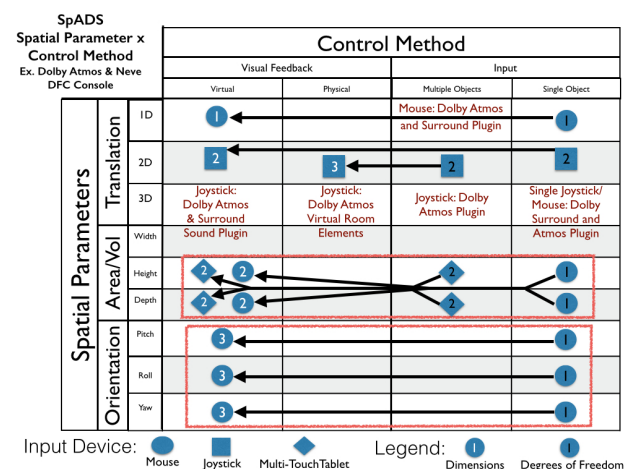 SpADS
Spatial Parameter x
Control Method
Ex. Dolby Atmos & Neve
DFC Console
Control Method
Visual Feedback
Input
Virtual
Physical
Multiple Objects
Single Object
Spatial Parameters
Translation
1D
1
Mouse: Dolby Atmos
and Surround Plugin
1
2D
2
3
2
2
3D
Joystick:
Dolby Atmos
& Surround
Sound Plugin
Joystick:
Dolby Atmos
Virtual Room
Elements
Joystick: Dolby
Atmos Plugin
Single Joystick/
Mouse: Dolby
Surround and
Atmos Plugin
Area/Vol
Width
Height
2
2
2
1
Depth
2
2
2
1
Orientation
Pitch
3
1
Roll
3
1
Yaw
3
1
Input Device:
Mouse
Joystick
Multi-TouchTablet
Legend:
1
Dimensions
1
Degrees of Freedom